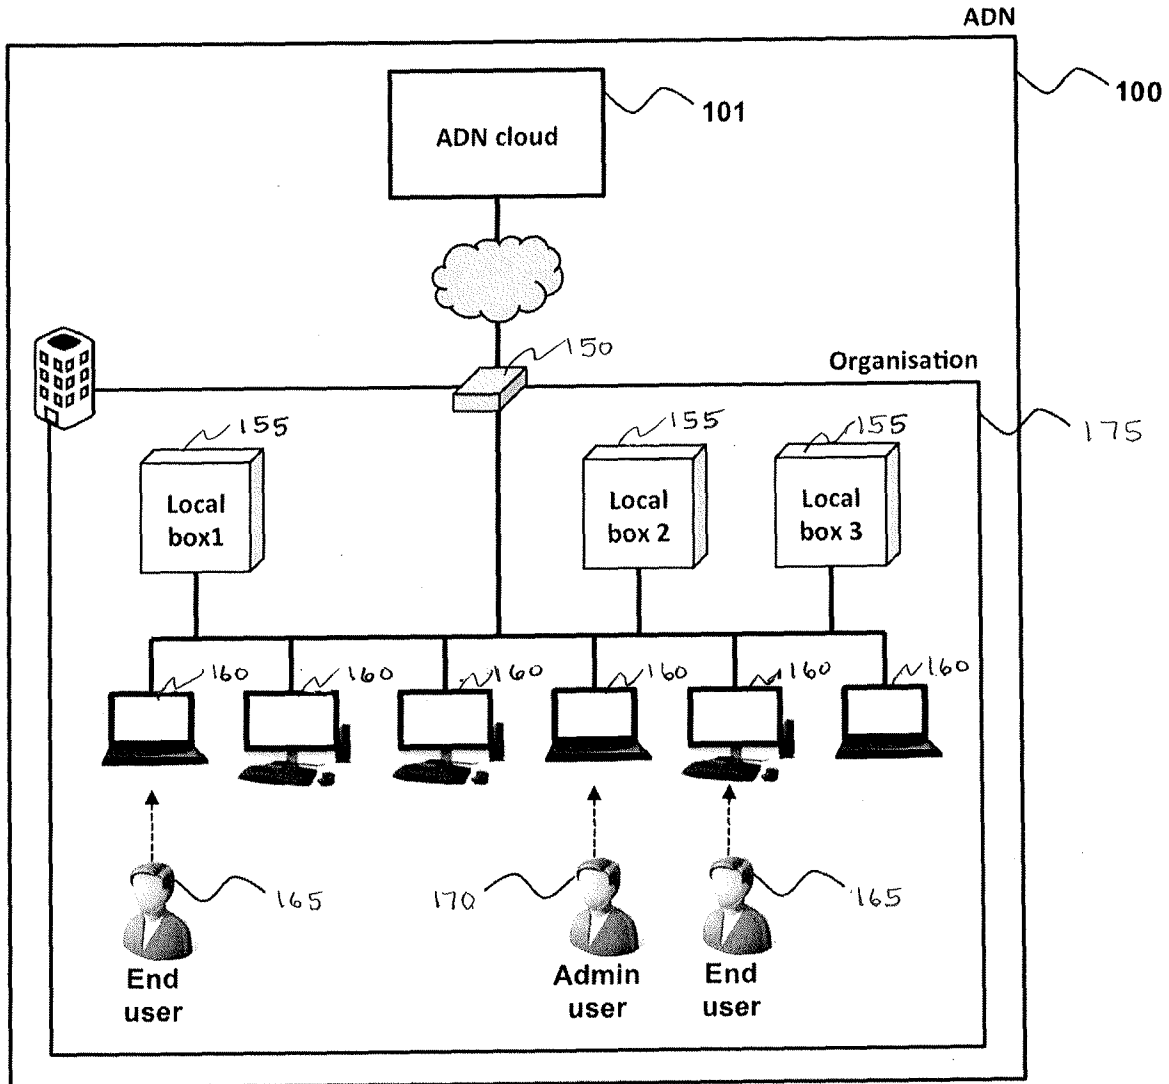 ADN
100
101
ADN cloud
150
Organisation
175
155
155
155
Local
box1
Local
box 2
Local
box 3
160
160
160
160
160
160
165
170
165
End
user
Admin
user
End
user